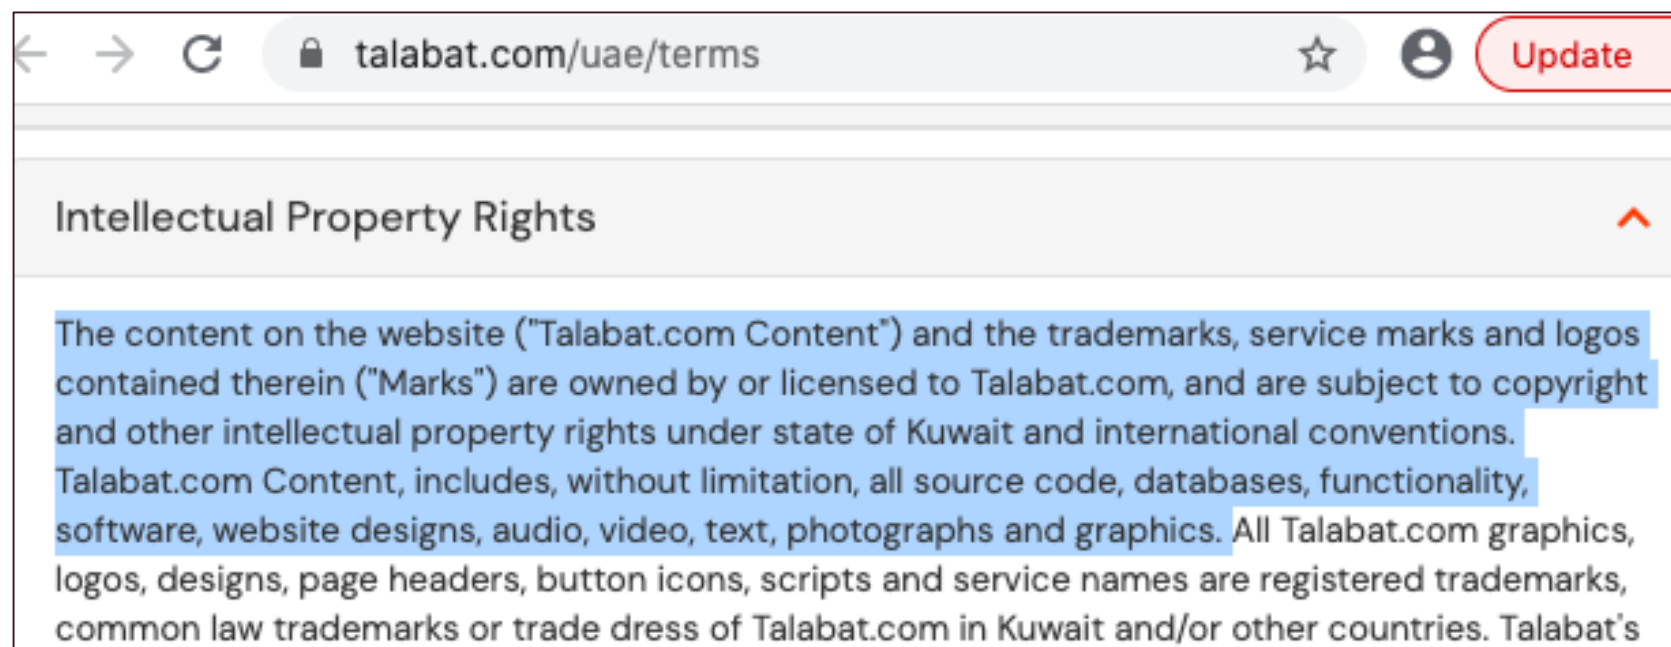 talabat.com/uae/terms
Update
Intellectual Property Rights
The content on the website ("Talabat.com Content") and the trademarks, service marks and logos
contained therein ("Marks") are owned by or licensed to Talabat.com, and are subject to copyright
and other intellectual property rights under state of Kuwait and international conventions.
Talabat.com Content, includes, without limitation, all source code, databases, functionality,
software, website designs, audio, video, text, photographs and graphics. All Talabat.com graphics,
logos, designs, page headers, button icons, scripts and service names are registered trademarks,
common law trademarks or trade dress of Talabat.com in Kuwait and/or other countries. Talabat's